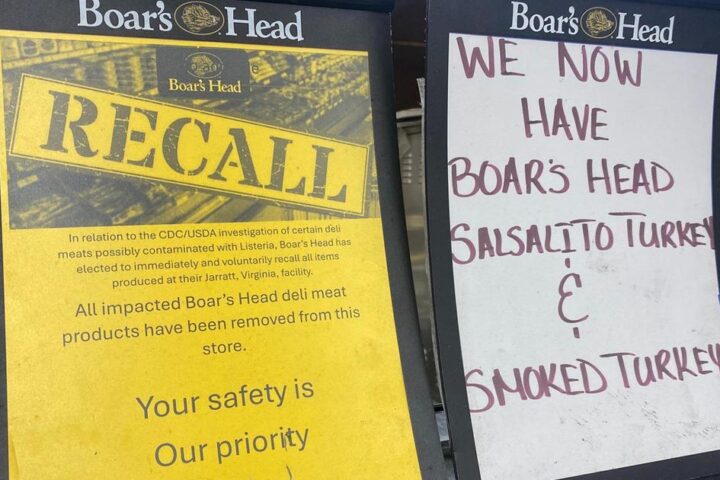 Boar's Head
Boar's Head
RECALL
In relation to the CDC/USDA investigation of certain deli
meats possibly contaminated with Listeria, Boar's Head has
elected to immediately and voluntarily recall all items
produced at their Jarratt, Virginia, facility.
All impacted Boar's Head deli meat
products have been removed from this
store.
Your safety is
Our priority
Boar's Head
WE NOW
HAVE
BOAR'S HEAD
SALSALITO TURKEY
&
SMOKED TURKEY